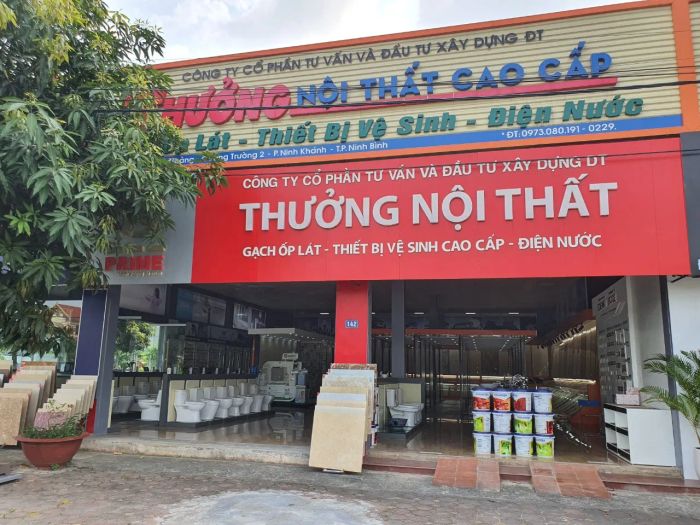 CÔNG TY CỔ PHẦN TƯ VẤN VÀ ĐẦU TƯ XÂY DỰNG ĐT
THƯỞNG NỘI THẤT CAO CẤP
Lát - Thiết Bị Vệ Sinh - Điện Nước
Trường 2 - P. Ninh Khánh - T.P. Ninh Bình
* ĐT: 0973.080.191 - 0229.
CÔNG TY CỔ PHẦN TƯ VẤN VÀ ĐẦU TƯ XÂY DỰNG DT
THƯỞNG NỘI THẤT
GẠCH ỐP LÁT - THIẾT BỊ VỆ SINH CAO CẤP - ĐIỆN NƯỚC
PRIME
142